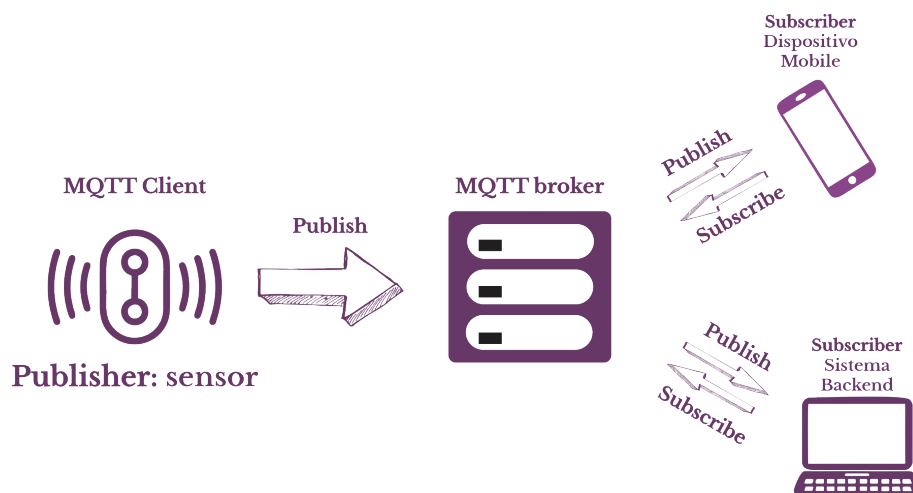 MQTT Client
Publish
Publisher: sensor
MQTT broker
Publish
Subscribe
Subscriber
Dispositivo
Mobile
Publish
Subscribe
Subscriber
Sistema
Backend